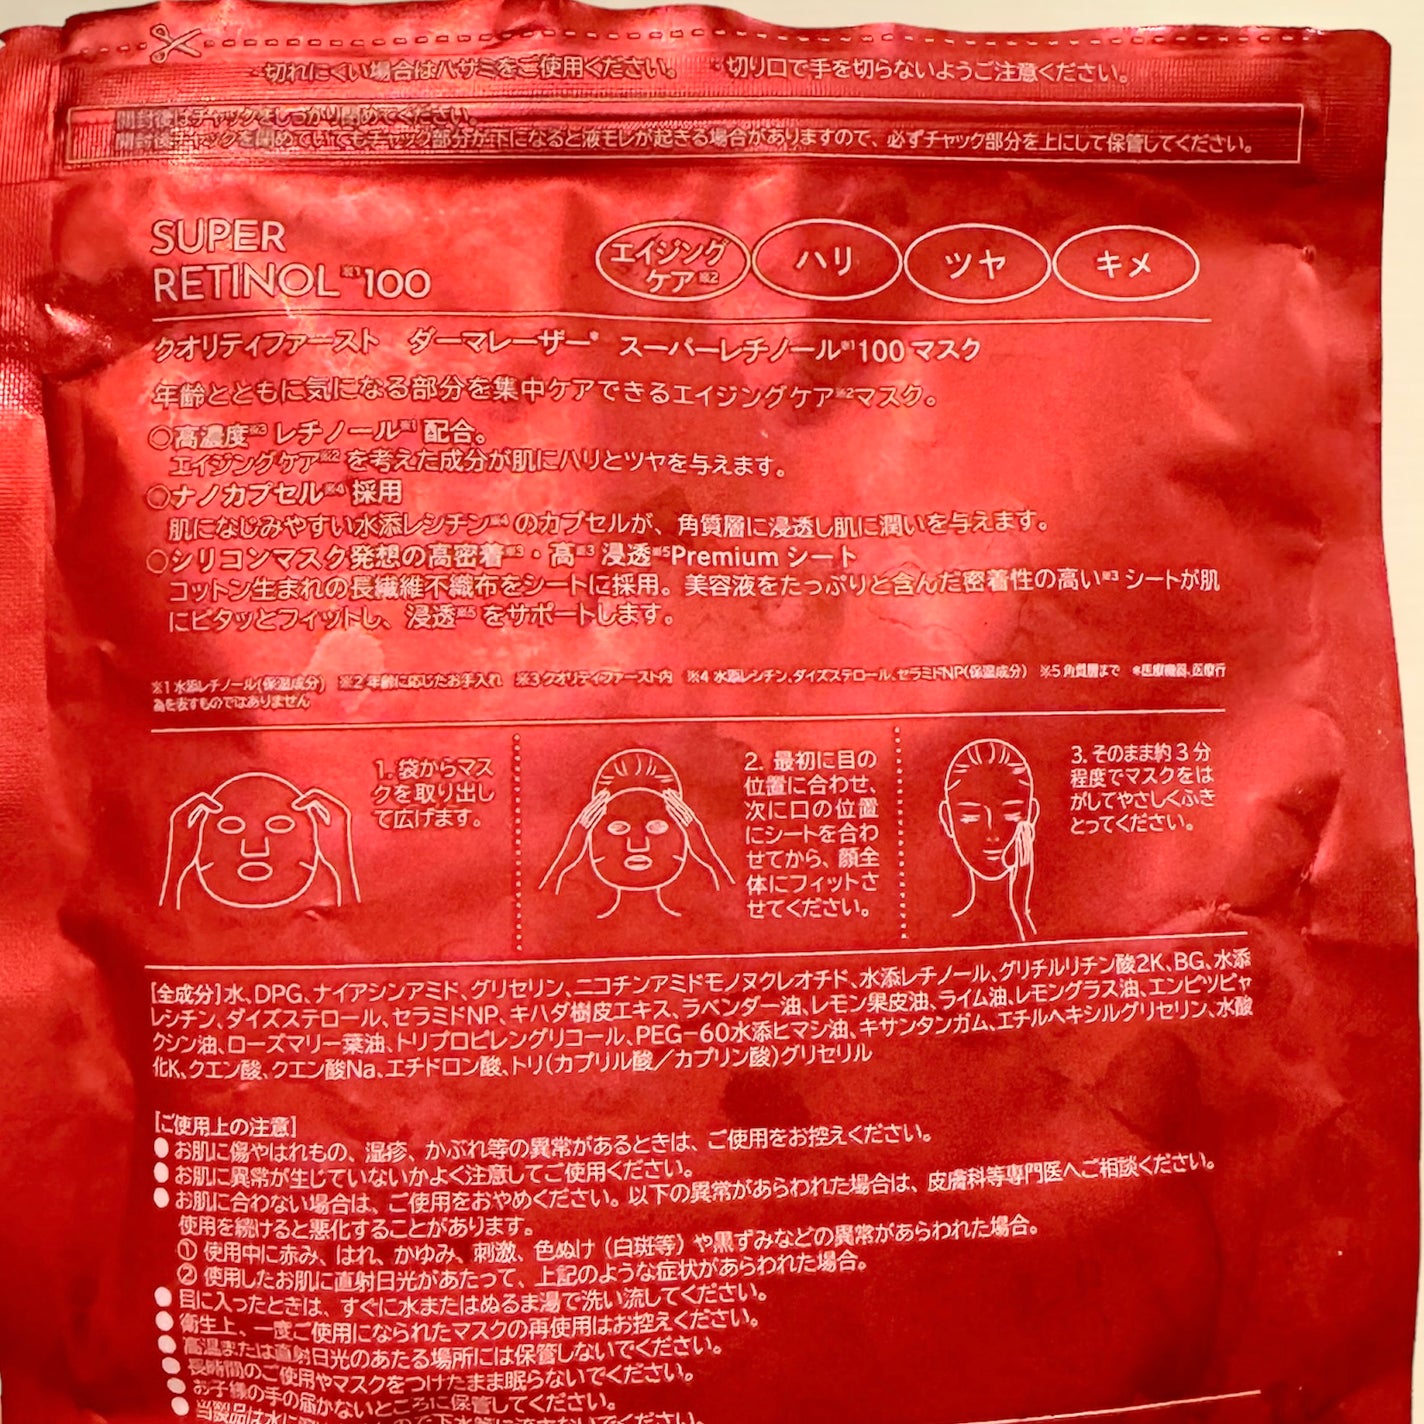 切れにくい場合はハサミをご使用ください。 切り口で手を切らないようご注意ください。
開封後はチャックをしっかり閉めてください。
開封後チャックを閉めていてもチャック部分が下になると液モレが起きる場合がありますので、必ずチャック部分を上にして保管してください。
SUPER
RETINOL※1 100
エイジング
ケア※2
ハリ
ツヤ
キメ
クオリティファースト ダーマレーザー* スーパーレチノール※1 100 マスク
年齢とともに気になる部分を集中ケアできるエイジングケア※2マスク。
○高濃度※3 レチノール※1 配合。
エイジングケア※2 を考えた成分が肌にハリとツヤを与えます。
○ナノカプセル※4 採用
肌になじみやすい水添レシチン※4 のカプセルが、角質層に浸透し肌に潤いを与えます。
○シリコンマスク発想の高密着※3・高※3 浸透※5Premium シート
コットン生まれの長繊維不織布をシートに採用。美容液をたっぷりと含んだ密着性の高い※3 シートが肌
にピタッとフィットし、浸透※5 をサポートします。
※1 水添レチノール(保湿成分) ※2 年齢に応じたお手入れ ※3 クオリティファースト内 ※4 水添レシチン、ダイズステロール、セラミドNP(保湿成分) ※5 角質層まで *医療機器、医療行
為を表すものではありません
1. 袋からマス
クを取り出し
て広げます。
2. 最初に目の
位置に合わせ、
次に口の位置
にシートを合わ
せてから、顔全
体にフィットさ
せてください。
3. そのまま約 3 分
程度でマスクをは
がしてやさしくふき
とってください。
[全成分]水、DPG、ナイアシンアミド、グリセリン、ニコチンアミドモノヌクレオチド、水添レチノール、グリチルリチン酸2K、BG、水添
レシチン、ダイズステロール、セラミドNP、キハダ樹皮エキス、ラベンダー油、レモン果皮油、ライム油、レモングラス油、エンピツビャ
クシン油、ローズマリー葉油、トリプロピレングリコール、PEG-60水添ヒマシ油、キサンタンガム、エチルヘキシルグリセリン、水酸
化K、クエン酸、クエン酸Na、エチドロン酸、トリ(カプリル酸/カプリン酸)グリセリル
[ご使用上の注意]
●お肌に傷やはれもの、湿疹、かぶれ等の異常があるときは、ご使用をお控えください。
●お肌に異常が生じていないかよく注意してご使用ください。
●お肌に合わない場合は、ご使用をおやめください。以下の異常があらわれた場合は、皮膚科等専門医へご相談ください。
使用を続けると悪化することがあります。
① 使用中に赤み、はれ、かゆみ、刺激、色ぬけ(白斑等)や黒ずみなどの異常があらわれた場合。
② 使用したお肌に直射日光があたって、上記のような症状があらわれた場合。
●目に入ったときは、すぐに水またはぬるま湯で洗い流してください。
●衛生上、一度ご使用になられたマスクの再使用はお控えください。
●高温または直射日光のあたる場所には保管しないでください。
●長時間のご使用やマスクをつけたまま眠らないでください。
●お子様の手の届かないところに保管してください。
●当製品は水に